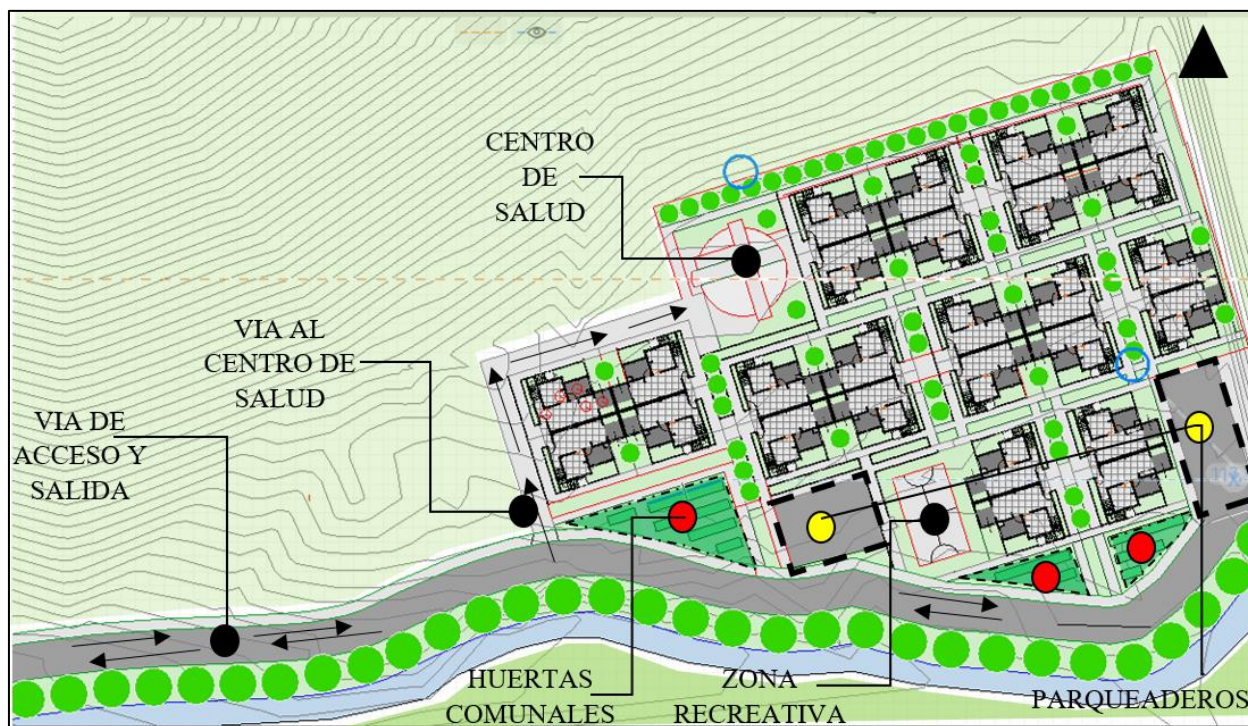 CENTRO
DE
SALUD
VIA AL
CENTRO DE
SALUD
VIA DE
ACCESO Y
SALIDA
HUERTAS
COMUNALES
ZONA
RECREATIVA
PARQUEADEROS